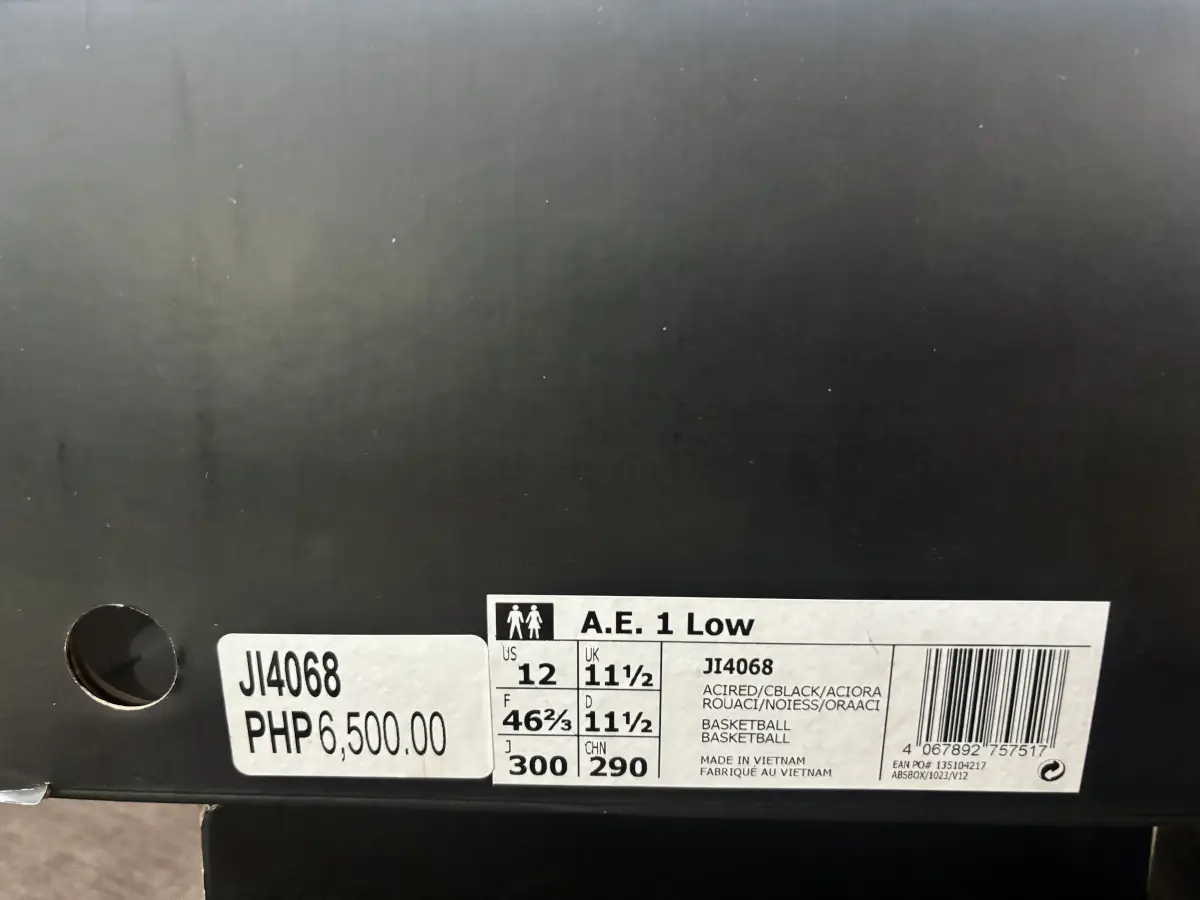 JI4068
PHP 6,500.00
A.E. 1 Low
US
12
UK
11½
F
46⅔
D
11½
J
300
CHN
290
JI4068
ACIRED/CBLACK/ACIORA
ROUACI/NOIESS/ORAACI
BASKETBALL
BASKETBALL
MADE IN VIETNAM
FABRIQUÉ AU VIETNAM
4 067892 757517
EAN PO# 135104217
ABSBOX/1023/V12